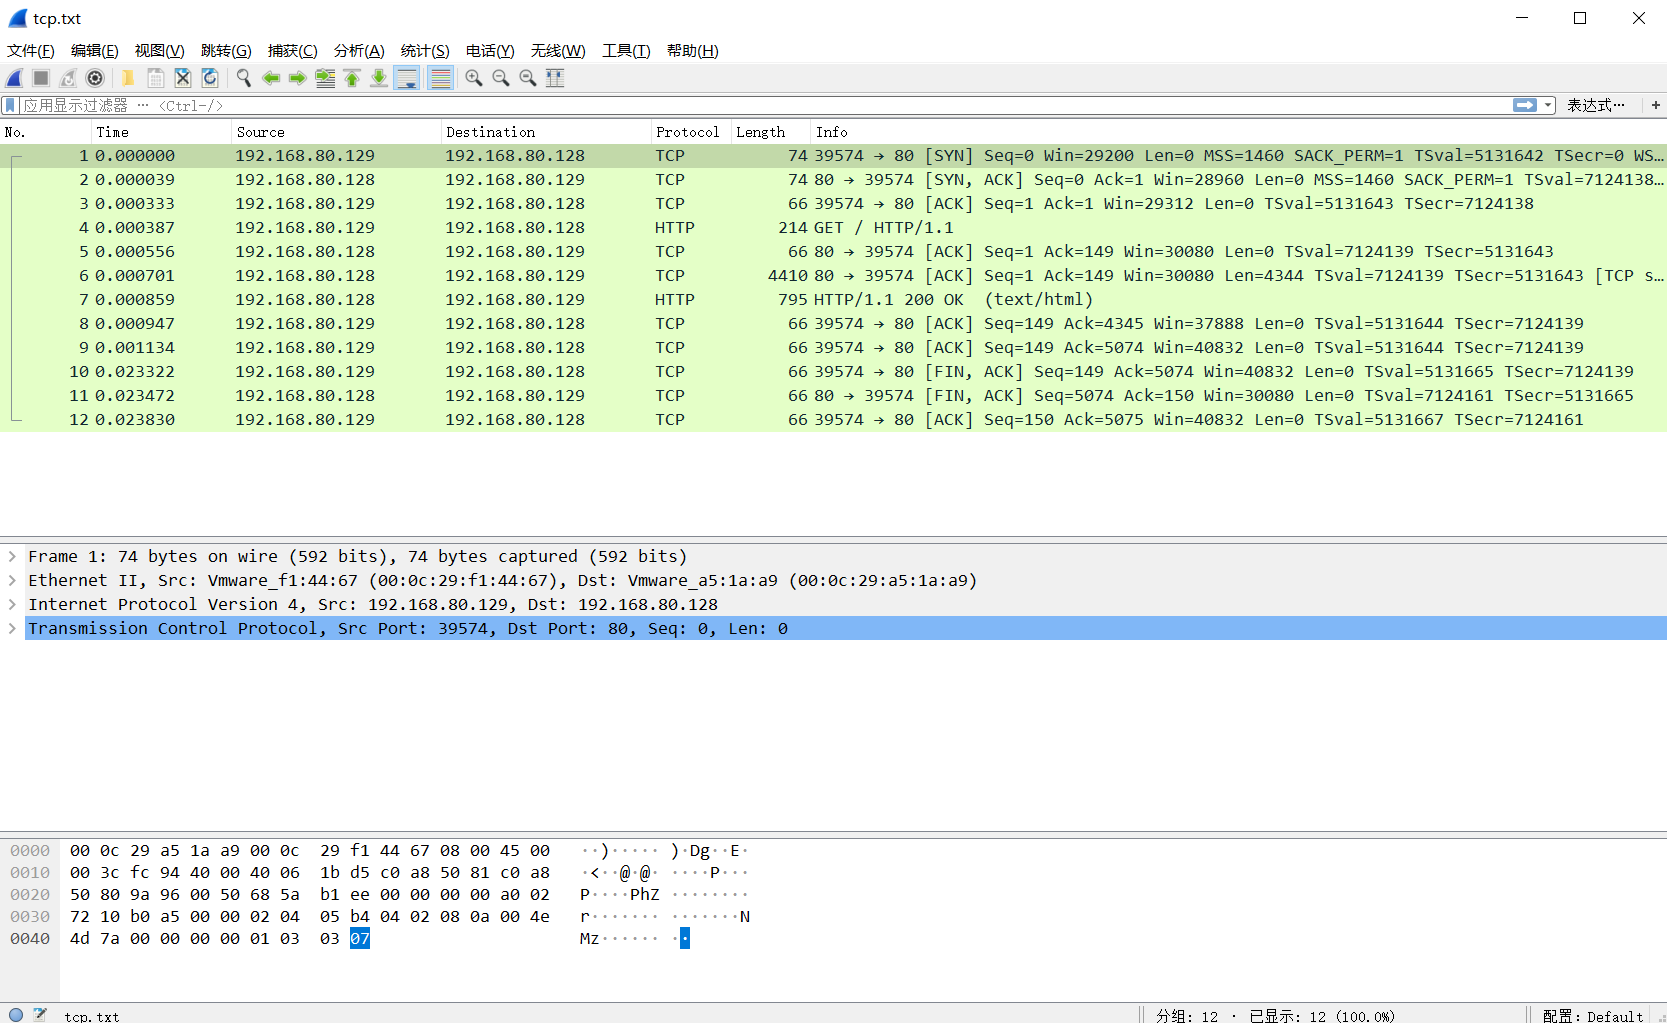 tcp.txt
文件(F) 编辑(E) 视图(V) 跳转(G) 捕获(C) 分析(A) 统计(S) 电话(Y) 无线(W) 工具(T) 帮助(H)
应用显示过滤器 … <Ctrl-/> 表达式… +
No. Time Source Destination Protocol Length Info
1 0.000000 192.168.80.129 192.168.80.128 TCP 74 39574 → 80 [SYN] Seq=0 Win=29200 Len=0 MSS=1460 SACK_PERM=1 TSval=5131642 TSecr=0 WS…
2 0.000039 192.168.80.128 192.168.80.129 TCP 74 80 → 39574 [SYN, ACK] Seq=0 Ack=1 Win=28960 Len=0 MSS=1460 SACK_PERM=1 TSval=7124138…
3 0.000333 192.168.80.129 192.168.80.128 TCP 66 39574 → 80 [ACK] Seq=1 Ack=1 Win=29312 Len=0 TSval=5131643 TSecr=7124138
4 0.000387 192.168.80.129 192.168.80.128 HTTP 214 GET / HTTP/1.1
5 0.000556 192.168.80.128 192.168.80.129 TCP 66 80 → 39574 [ACK] Seq=1 Ack=149 Win=30080 Len=0 TSval=7124139 TSecr=5131643
6 0.000701 192.168.80.128 192.168.80.129 TCP 4410 80 → 39574 [ACK] Seq=1 Ack=149 Win=30080 Len=4344 TSval=7124139 TSecr=5131643 [TCP s…
7 0.000859 192.168.80.128 192.168.80.129 HTTP 795 HTTP/1.1 200 OK (text/html)
8 0.000947 192.168.80.129 192.168.80.128 TCP 66 39574 → 80 [ACK] Seq=149 Ack=4345 Win=37888 Len=0 TSval=5131644 TSecr=7124139
9 0.001134 192.168.80.129 192.168.80.128 TCP 66 39574 → 80 [ACK] Seq=149 Ack=5074 Win=40832 Len=0 TSval=5131644 TSecr=7124139
10 0.023322 192.168.80.129 192.168.80.128 TCP 66 39574 → 80 [FIN, ACK] Seq=149 Ack=5074 Win=40832 Len=0 TSval=5131665 TSecr=7124139
11 0.023472 192.168.80.128 192.168.80.129 TCP 66 80 → 39574 [FIN, ACK] Seq=5074 Ack=150 Win=30080 Len=0 TSval=7124161 TSecr=5131665
12 0.023830 192.168.80.129 192.168.80.128 TCP 66 39574 → 80 [ACK] Seq=150 Ack=5075 Win=40832 Len=0 TSval=5131667 TSecr=7124161
Frame 1: 74 bytes on wire (592 bits), 74 bytes captured (592 bits)
Ethernet II, Src: Vmware_f1:44:67 (00:0c:29:f1:44:67), Dst: Vmware_a5:1a:a9 (00:0c:29:a5:1a:a9)
Internet Protocol Version 4, Src: 192.168.80.129, Dst: 192.168.80.128
Transmission Control Protocol, Src Port: 39574, Dst Port: 80, Seq: 0, Len: 0
0000 00 0c 29 a5 1a a9 00 0c 29 f1 44 67 08 00 45 00 ··)····· )·Dg··E·
0010 00 3c fc 94 40 00 40 06 1b d5 c0 a8 50 81 c0 a8 ·<··@·@· ····P···
0020 50 80 9a 96 00 50 68 5a b1 ee 00 00 00 00 a0 02 P····PhZ ········
0030 72 10 b0 a5 00 00 02 04 05 b4 04 02 08 0a 00 4e r······· ·······N
0040 4d 7a 00 00 00 00 01 03 03 07 Mz······ ··
tcp.txt 分组: 12 · 已显示: 12 (100.0%) 配置: Default